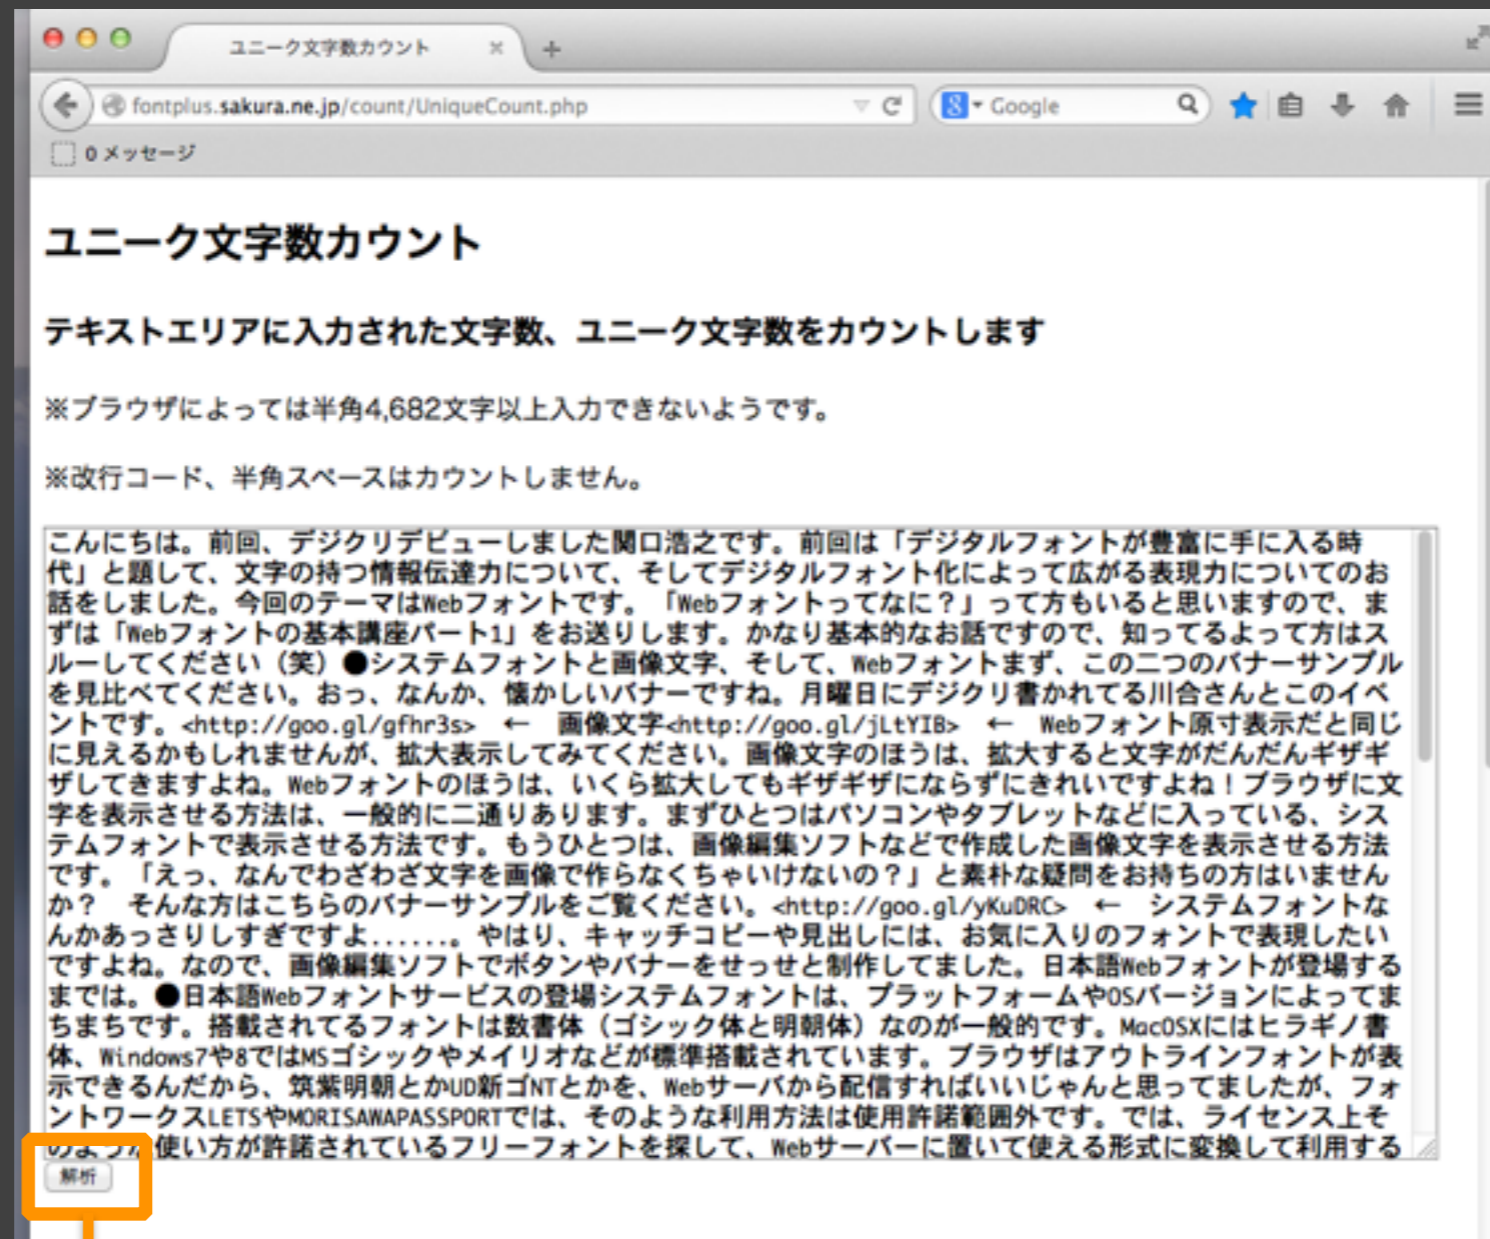 ユニーク文字数カウント
fontplus.sakura.ne.jp/count/UniqueCount.php
Google
0 メッセージ
ユニーク文字数カウント
テキストエリアに入力された文字数、ユニーク文字数をカウントします
※ブラウザによっては半角4,682文字以上入力できないようです。
※改行コード、半角スペースはカウントしません。
こんにちは。前回、デジクリデビューしました関口浩之です。前回は「デジタルフォントが豊富に手に入る時
代」と題して、文字の持つ情報伝達力について、そしてデジタルフォント化によって広がる表現力についてのお
話をしました。今回のテーマはWebフォントです。「Webフォントってなに？」って方もいると思いますので、ま
ずは「Webフォントの基本講座パート1」をお送りします。かなり基本的なお話ですので、知ってるよって方はス
ルーしてください（笑）●システムフォントと画像文字、そして、Webフォントまず、この二つのバナーサンプル
を見比べてください。おっ、なんか、懐かしいバナーですね。月曜日にデジクリ書かれてる川合さんとこのイベ
ントです。<http://goo.gl/gfhr3s>　←　画像文字<http://goo.gl/jLtYIB>　←　Webフォント原寸表示だと同じ
に見えるかもしれませんが、拡大表示してみてください。画像文字のほうは、拡大すると文字がだんだんギザギ
ザしてきますよね。Webフォントのほうは、いくら拡大してもギザギザにならずにきれいですよね！ブラウザに文
字を表示させる方法は、一般的に二通りあります。まずひとつはパソコンやタブレットなどに入っている、シス
テムフォントで表示させる方法です。もうひとつは、画像編集ソフトなどで作成した画像文字を表示させる方法
です。「えっ、なんでわざわざ文字を画像で作らなくちゃいけないの？」と素朴な疑問をお持ちの方はいません
か？　そんな方はこちらのバナーサンプルをご覧ください。<http://goo.gl/yKuDRC>　←　システムフォントな
んかあっさりしすぎですよ......。やはり、キャッチコピーや見出しには、お気に入りのフォントで表現したい
ですよね。なので、画像編集ソフトでボタンやバナーをせっせと制作してました。日本語Webフォントが登場する
までは。●日本語Webフォントサービスの登場システムフォントは、プラットフォームやOSバージョンによってま
ちまちです。搭載されてるフォントは数書体（ゴシック体と明朝体）なのが一般的です。MacOSXにはヒラギノ書
体、Windows7や8ではMSゴシックやメイリオなどが標準搭載されています。ブラウザはアウトラインフォントが表
示できるんだから、筑紫明朝とかUD新ゴNTとかを、Webサーバから配信すればいいじゃんと思ってましたが、フォ
ントワークスLETSやMORISAWAPASSPORTでは、そのような利用方法は使用許諾範囲外です。では、ライセンス上そ
のような使い方が許諾されているフリーフォントを探して、Webサーバーに置いて使える形式に変換して利用する
解析